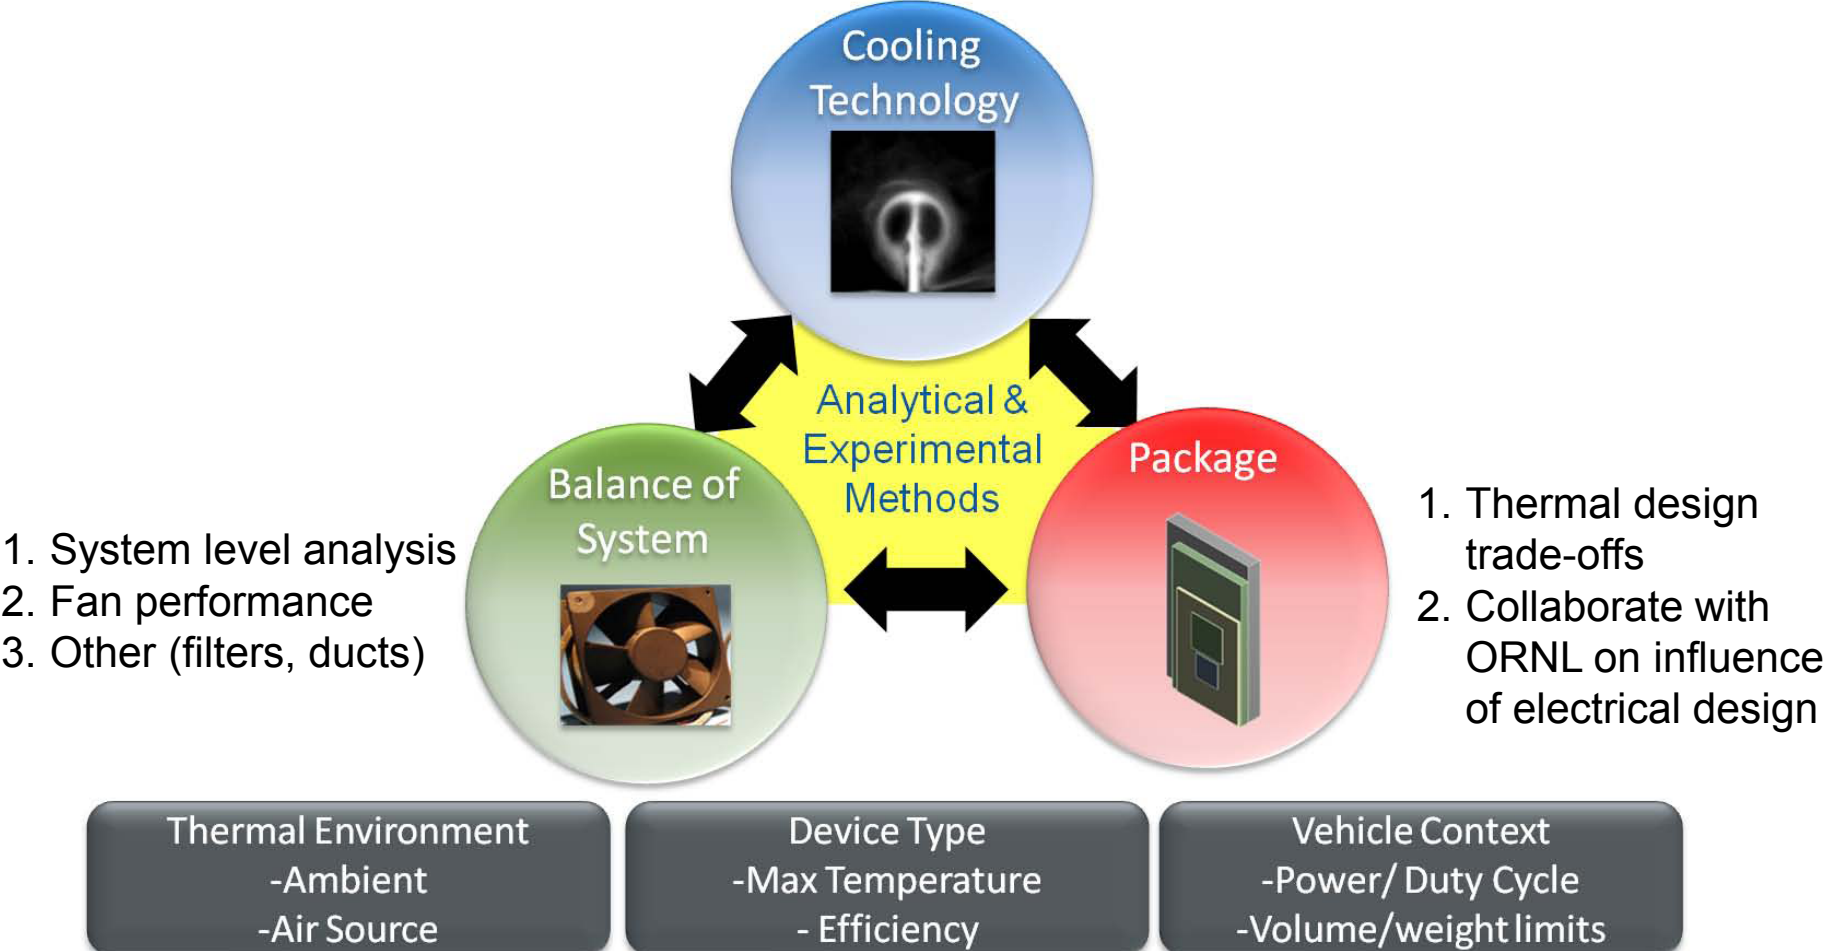 Cooling
Technology
Analytical &
Experimental
Methods
Balance of
System
Package
1. System level analysis
2. Fan performance
3. Other (filters, ducts)
1. Thermal design
trade-offs
2. Collaborate with
ORNL on influence
of electrical design
Thermal Environment
-Ambient
-Air Source
Device Type
-Max Temperature
- Efficiency
Vehicle Context
-Power/ Duty Cycle
-Volume/weight limits